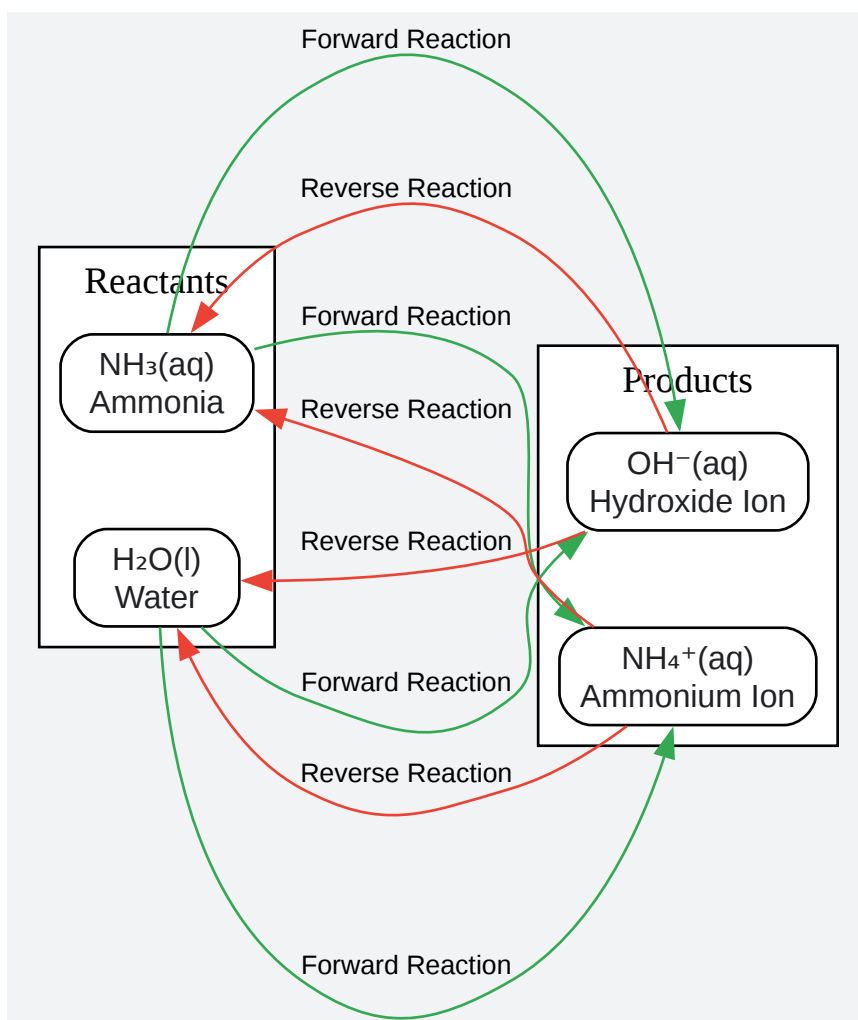 Forward Reaction
Reverse Reaction
Reactants
Forward Reaction
NH₃(aq)
Ammonia
Products
Reverse Reaction
OH⁻(aq)
Hydroxide Ion
Reverse Reaction
H₂O(l)
Water
NH₄⁺(aq)
Ammonium Ion
Forward Reaction
Reverse Reaction
Forward Reaction